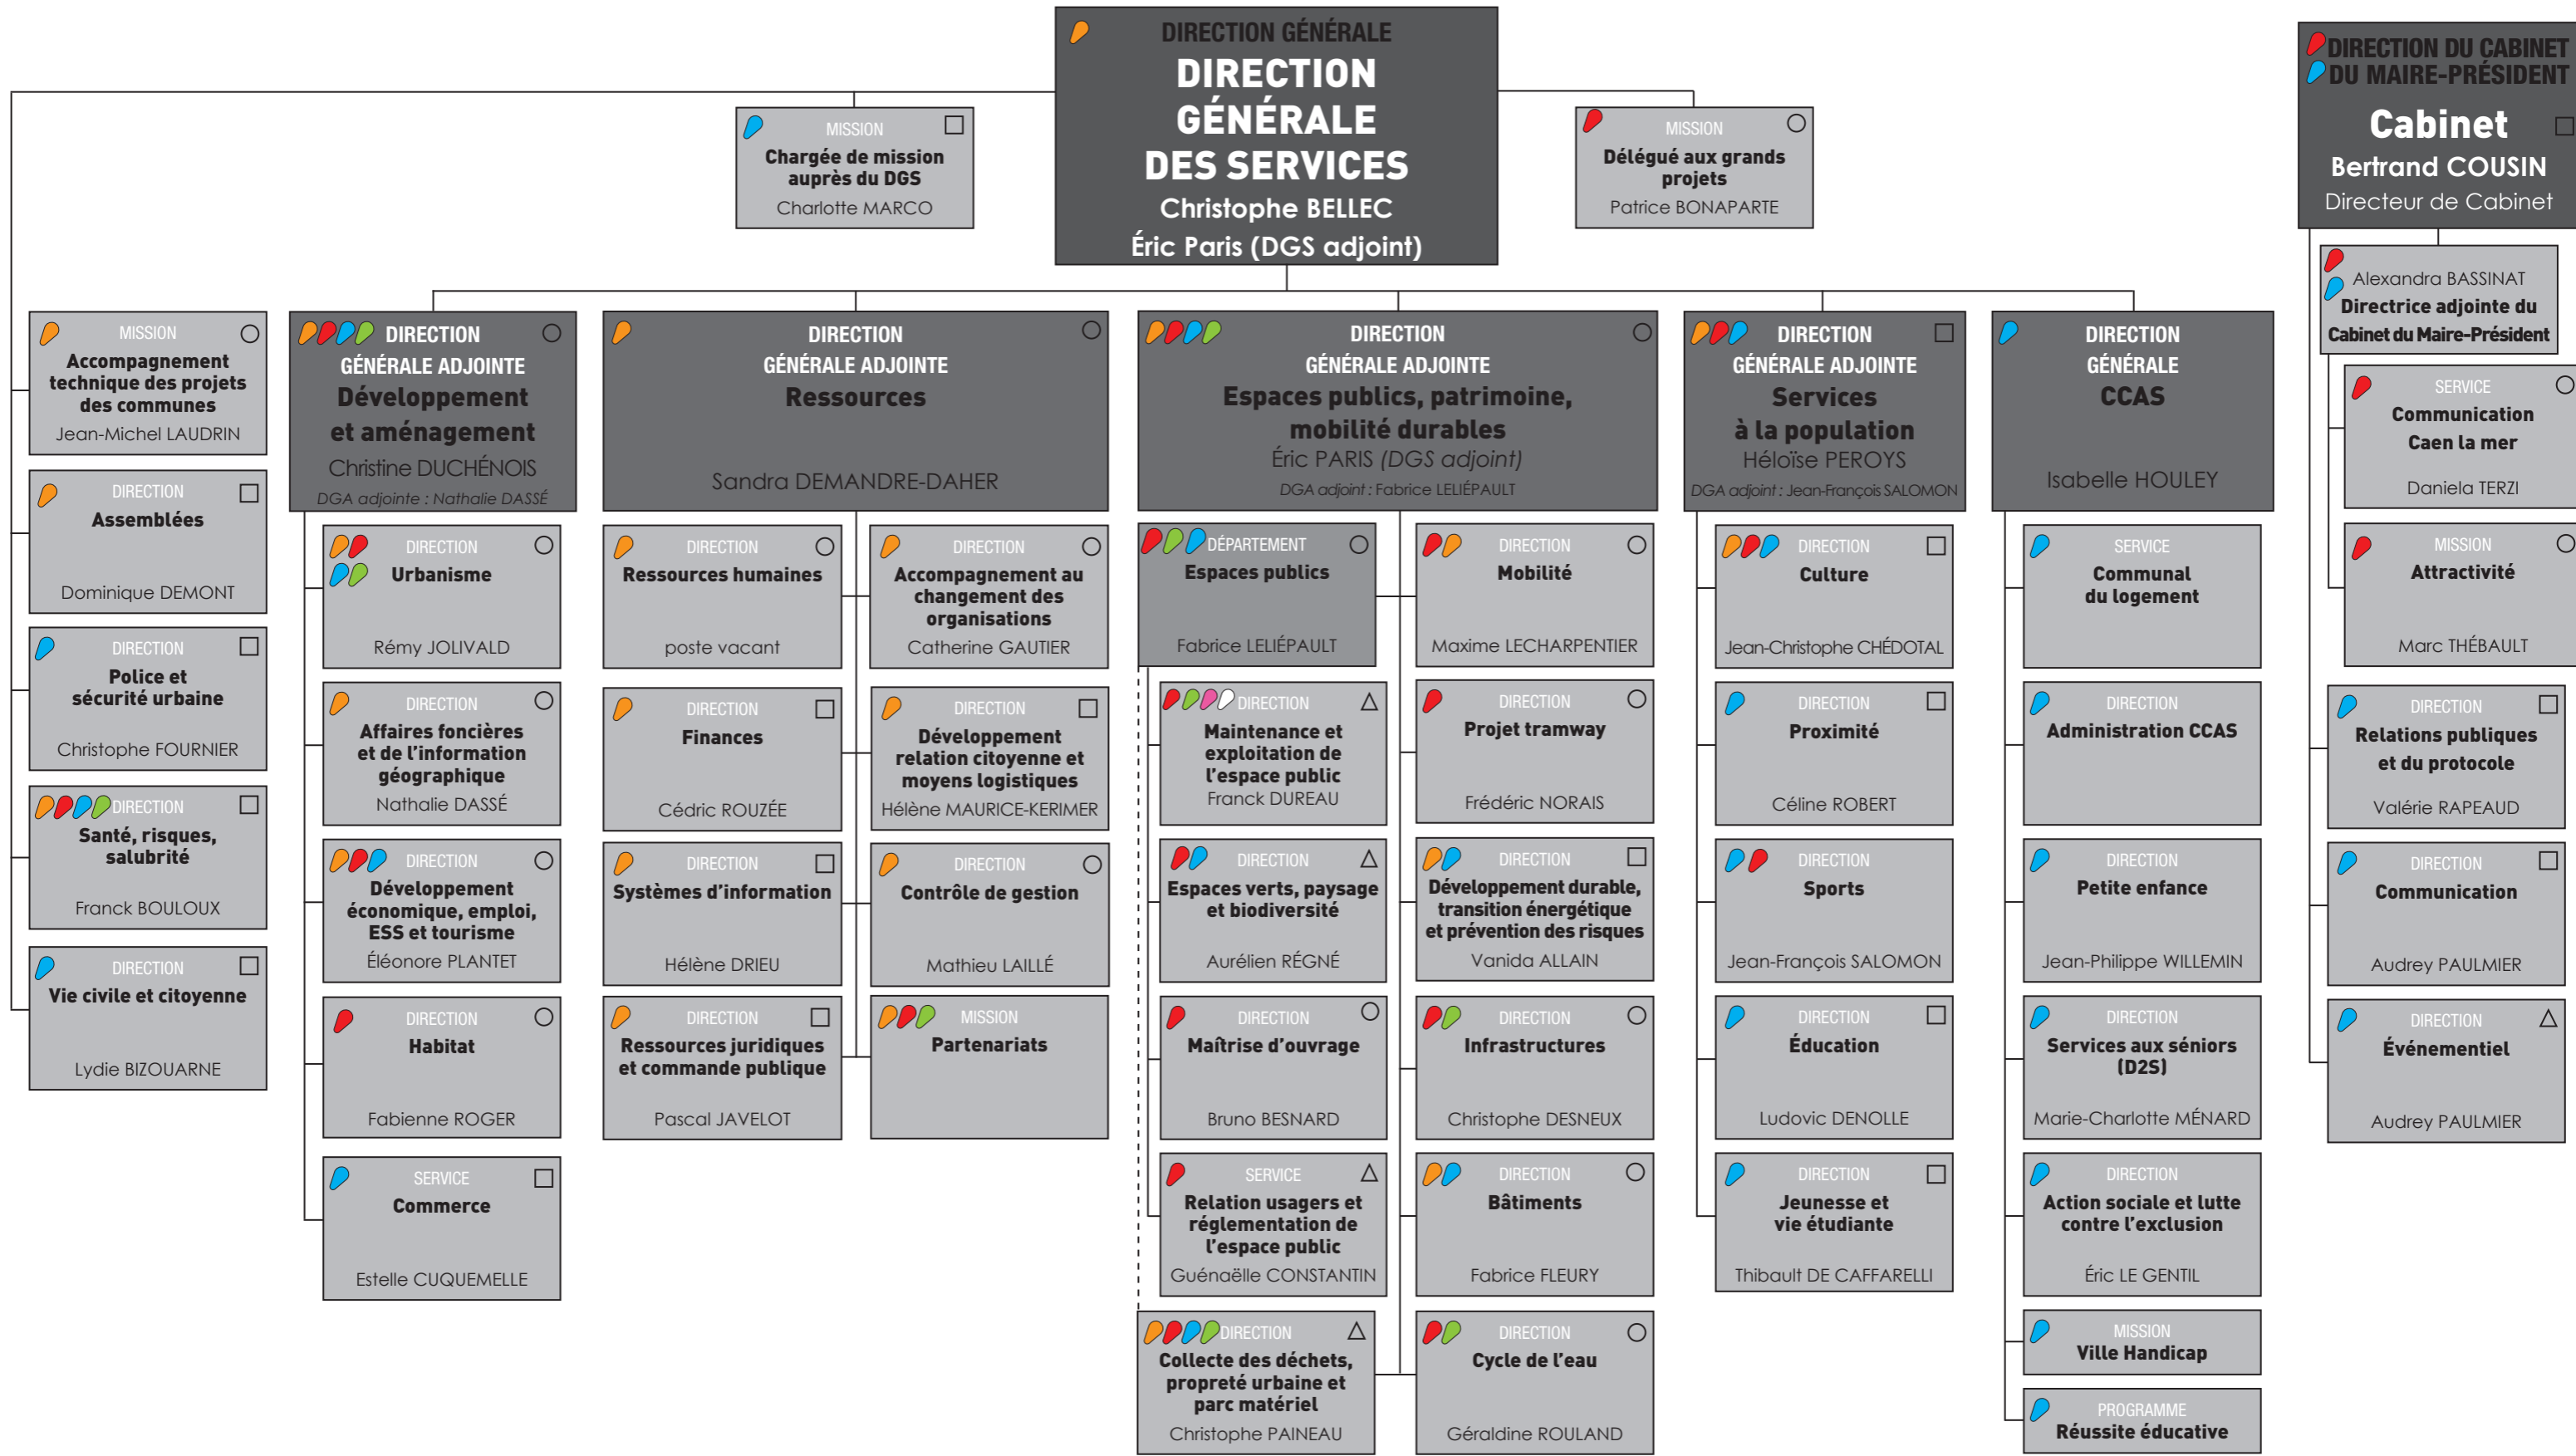 DIRECTION GÉNÉRALE
DIRECTION
GÉNÉRALE
DES SERVICES
Christophe BELLEC
Éric Paris (DGS adjoint)
MISSION
Chargée de mission
auprès du DGS
Charlotte MARCO
MISSION
Délégué aux grands
projets
Patrice BONAPARTE
DIRECTION DU CABINET
DU MAIRE-PRÉSIDENT
Cabinet
Bertrand COUSIN
Directeur de Cabinet
MISSION
Accompagnement
technique des projets
des communes
Jean-Michel LAUDRIN
DIRECTION
Assemblées
Dominique DEMONT
DIRECTION
Police et
sécurité urbaine
Christophe FOURNIER
DIRECTION
Santé, risques,
salubrité
Franck BOULOUX
DIRECTION
Vie civile et citoyenne
Lydie BIZOUARNE
DIRECTION
GÉNÉRALE ADJOINTE
Développement
et aménagement
Christine DUCHÉNOIS
DGA adjointe : Nathalie DASSÉ
DIRECTION
Urbanisme
Rémy JOLIVALD
DIRECTION
Affaires foncières
et de l'information
géographique
Nathalie DASSÉ
DIRECTION
Développement
économique, emploi,
ESS et tourisme
Éléonore PLANTET
DIRECTION
Habitat
Fabienne ROGER
SERVICE
Commerce
Estelle CUQUEMELLE
DIRECTION
GÉNÉRALE ADJOINTE
Ressources
Sandra DEMANDRE-DAHER
DIRECTION
Ressources humaines
poste vacant
DIRECTION
Finances
Cédric ROUZÉE
DIRECTION
Systèmes d'information
Hélène DRIEU
DIRECTION
Ressources juridiques
et commande publique
Pascal JAVELOT
DIRECTION
Accompagnement au
changement des
organisations
Catherine GAUTIER
DIRECTION
Développement
relation citoyenne et
moyens logistiques
Hélène MAURICE-KERIMER
DIRECTION
Contrôle de gestion
Mathieu LAILLÉ
MISSION
Partenariats
DIRECTION
GÉNÉRALE ADJOINTE
Espaces publics, patrimoine,
mobilité durables
Éric PARIS (DGS adjoint)
DGA adjoint : Fabrice LELIÉPAULT
DÉPARTEMENT
Espaces publics
Fabrice LELIÉPAULT
DIRECTION
Maintenance et
exploitation de
l'espace public
Franck DUREAU
DIRECTION
Espaces verts, paysage
et biodiversité
Aurélien RÉGNÉ
DIRECTION
Maîtrise d'ouvrage
Bruno BESNARD
SERVICE
Relation usagers et
réglementation de
l'espace public
Guénaëlle CONSTANTIN
DIRECTION
Collecte des déchets,
propreté urbaine et
parc matériel
Christophe PAINEAU
DIRECTION
Mobilité
Maxime LECHARPENTIER
DIRECTION
Projet tramway
Frédéric NORAIS
DIRECTION
Développement durable,
transition énergétique
et prévention des risques
Vanida ALLAIN
DIRECTION
Infrastructures
Christophe DESNEUX
DIRECTION
Bâtiments
Fabrice FLEURY
DIRECTION
Cycle de l'eau
Géraldine ROULAND
DIRECTION
GÉNÉRALE ADJOINTE
Services
à la population
Héloïse PEROYS
DGA adjoint : Jean-François SALOMON
DIRECTION
Culture
Jean-Christophe CHÉDOTAL
DIRECTION
Proximité
Céline ROBERT
DIRECTION
Sports
Jean-François SALOMON
DIRECTION
Éducation
Ludovic DENOLLE
DIRECTION
Jeunesse et
vie étudiante
Thibault DE CAFFARELLI
DIRECTION
GÉNÉRALE
CCAS
Isabelle HOULEY
SERVICE
Communal
du logement
DIRECTION
Administration CCAS
DIRECTION
Petite enfance
Jean-Philippe WILLEMIN
DIRECTION
Services aux séniors
(D2S)
Marie-Charlotte MÉNARD
DIRECTION
Action sociale et lutte
contre l'exclusion
Éric LE GENTIL
MISSION
Ville Handicap
PROGRAMME
Réussite éducative
Alexandra BASSINAT
Directrice adjointe du
Cabinet du Maire-Président
SERVICE
Communication
Caen la mer
Daniela TERZI
MISSION
Attractivité
Marc THÉBAULT
DIRECTION
Relations publiques
et du protocole
Valérie RAPEAUD
DIRECTION
Communication
Audrey PAULMIER
DIRECTION
Événementiel
Audrey PAULMIER